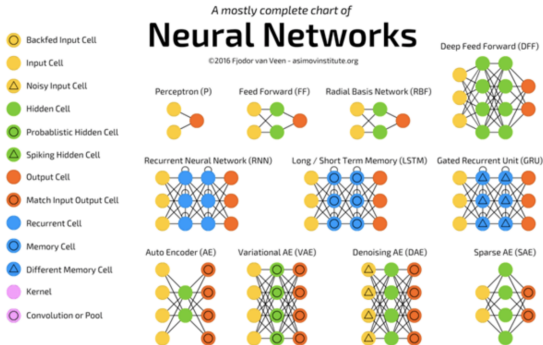 A mostly complete chart of
Neural Networks
©2016 Fjodor van Veen - asimovinstitute.org
Backfed Input Cell
Input Cell
Noisy Input Cell
Hidden Cell
Probablistic Hidden Cell
Spiking Hidden Cell
Output Cell
Match Input Output Cell
Recurrent Cell
Memory Cell
Different Memory Cell
Kernel
Convolution or Pool
Deep Feed Forward (DFF)
Perceptron (P)
Feed Forward (FF)
Radial Basis Network (RBF)
Recurrent Neural Network (RNN)
Long / Short Term Memory (LSTM)
Gated Recurrent Unit (GRU)
Auto Encoder (AE)
Variational AE (VAE)
Denoising AE (DAE)
Sparse AE (SAE)